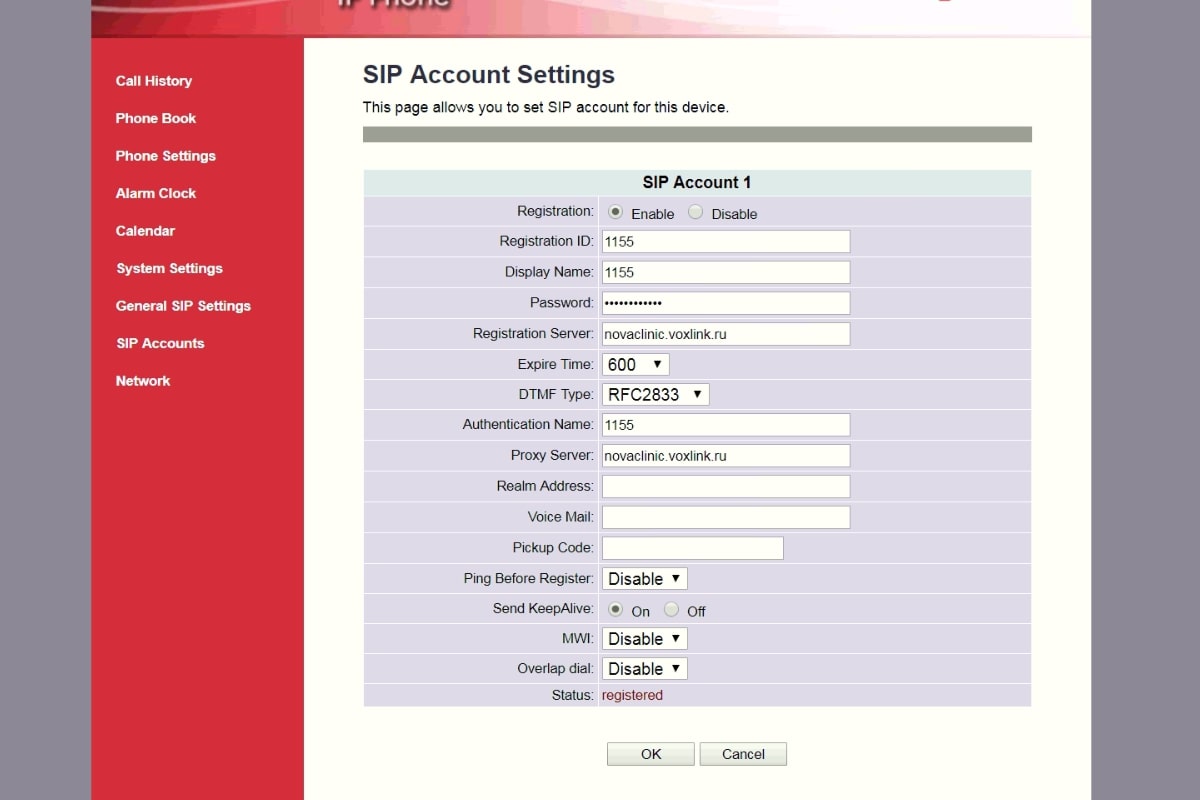 IP Phone
Call History
Phone Book
Phone Settings
Alarm Clock
Calendar
System Settings
General SIP Settings
SIP Accounts
Network
SIP Account Settings
This page allows you to set SIP account for this device.
SIP Account 1
Registration: Enable Disable
Registration ID: 1155
Display Name: 1155
Password: ••••••••••••
Registration Server: novaclinic.voxlink.ru
Expire Time: 600
DTMF Type: RFC2833
Authentication Name: 1155
Proxy Server: novaclinic.voxlink.ru
Realm Address:
Voice Mail:
Pickup Code:
Ping Before Register: Disable
Send KeepAlive: On Off
MWI: Disable
Overlap dial: Disable
Status: registered
OK Cancel